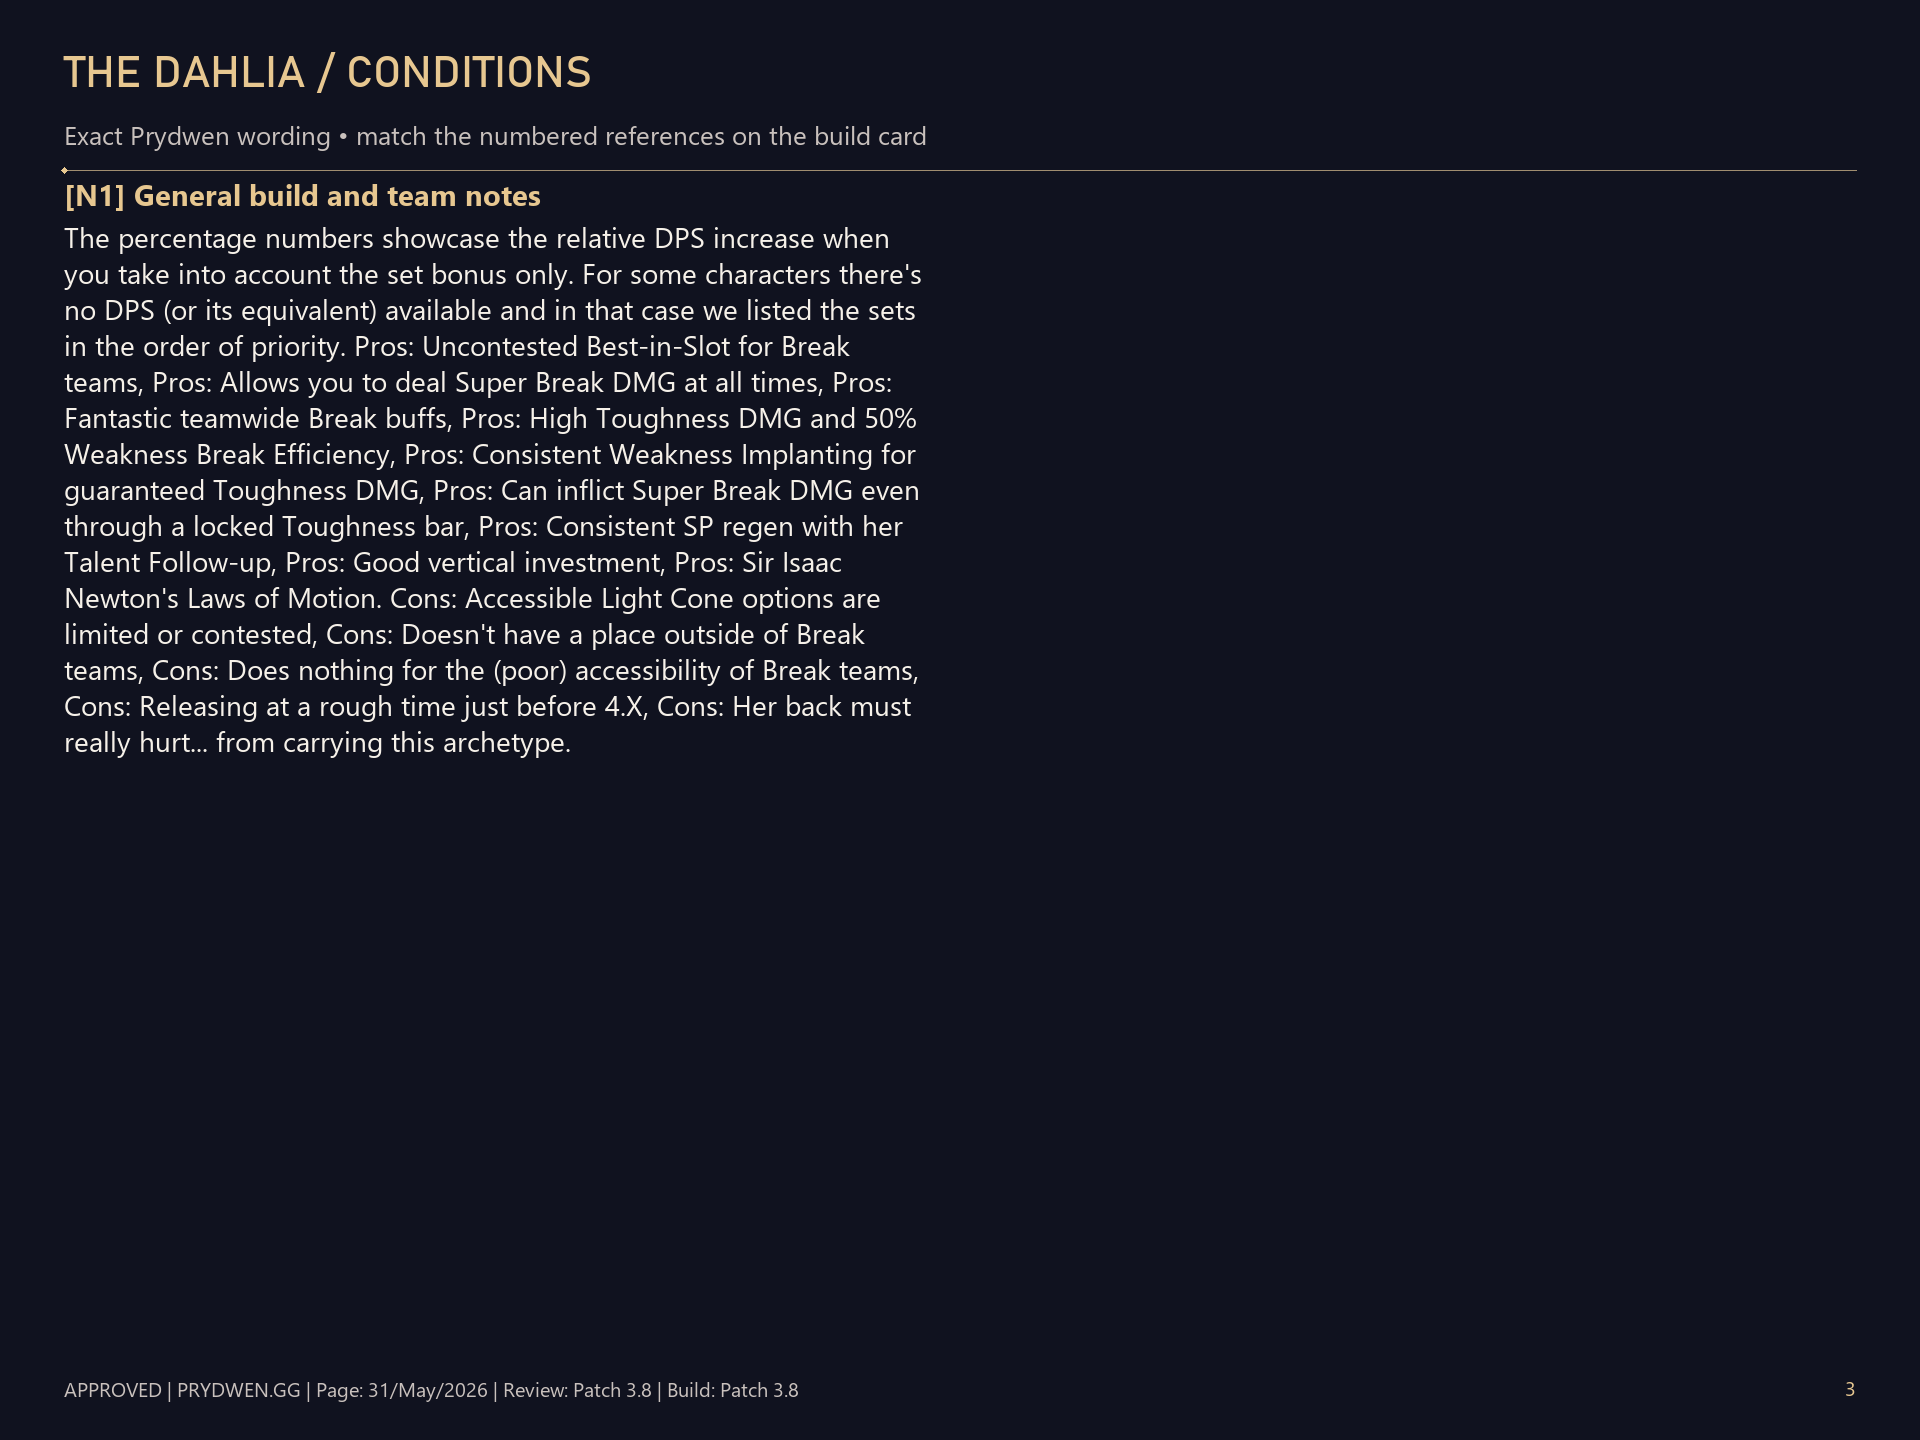 THE DAHLIA / CONDITIONS
Exact Prydwen wording • match the numbered references on the build card
[N1] General build and team notes
The percentage numbers showcase the relative DPS increase when
you take into account the set bonus only. For some characters there's
no DPS (or its equivalent) available and in that case we listed the sets
in the order of priority. Pros: Uncontested Best-in-Slot for Break
teams, Pros: Allows you to deal Super Break DMG at all times, Pros:
Fantastic teamwide Break buffs, Pros: High Toughness DMG and 50%
Weakness Break Efficiency, Pros: Consistent Weakness Implanting for
guaranteed Toughness DMG, Pros: Can inflict Super Break DMG even
through a locked Toughness bar, Pros: Consistent SP regen with her
Talent Follow-up, Pros: Good vertical investment, Pros: Sir Isaac
Newton's Laws of Motion. Cons: Accessible Light Cone options are
limited or contested, Cons: Doesn't have a place outside of Break
teams, Cons: Does nothing for the (poor) accessibility of Break teams,
Cons: Releasing at a rough time just before 4.X, Cons: Her back must
really hurt... from carrying this archetype.
APPROVED | PRYDWEN.GG | Page: 31/May/2026 | Review: Patch 3.8 | Build: Patch 3.8
3